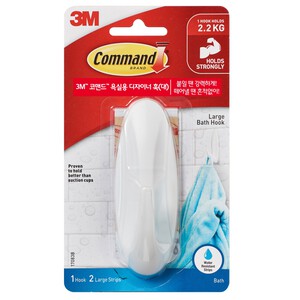 3M
1 HOOK HOLDS
2.2 KG
Command
BRAND
HOLDS
STRONGLY
3M™ 코맨드™ 욕실용 디자이너 훅(대)
붙일 땐 강력하게!
떼어낼 땐 흔적없이!
Large
Bath Hook
Proven
to hold
better than
suction cups
Water
Resistant
Strips
1 Hook 2 Large Strips
Bath